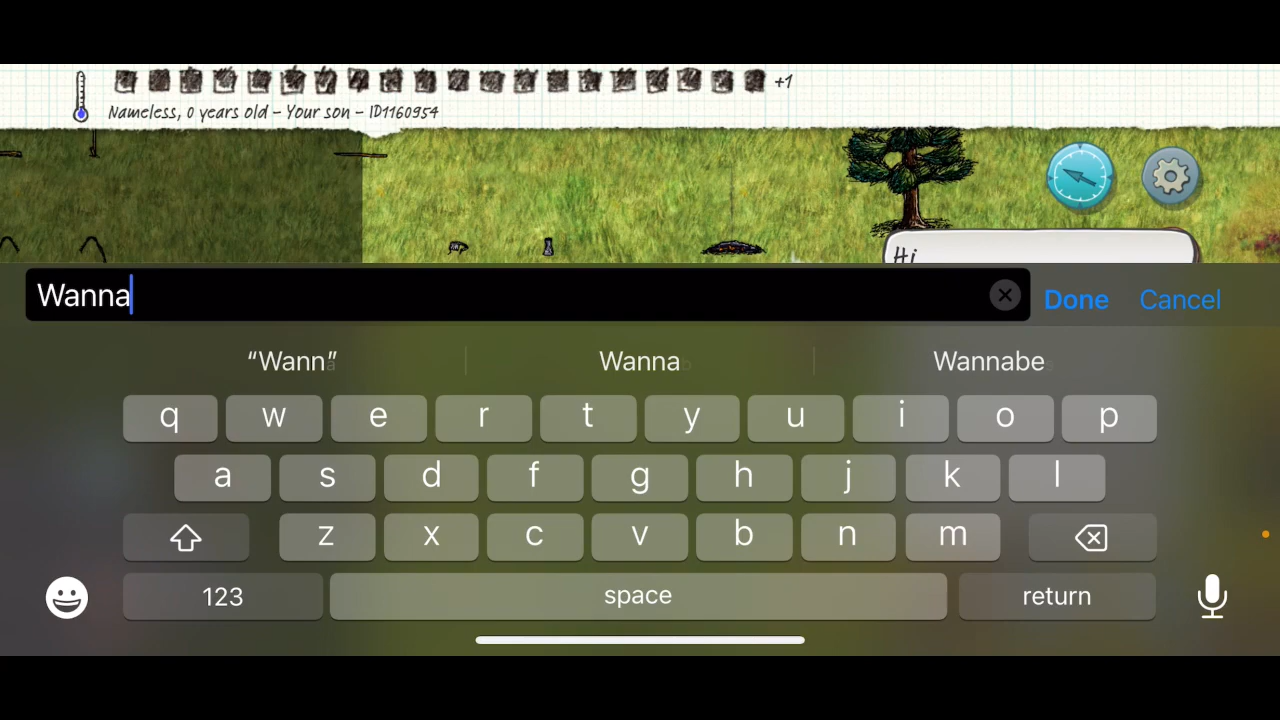 +1
Nameless, 0 years old - Your son - ID1160954
Hi
Wanna
Done Cancel
“Wann” Wanna Wannabe
q w e r t y u i o p
a s d f g h j k l
z x c v b n m
123 space return